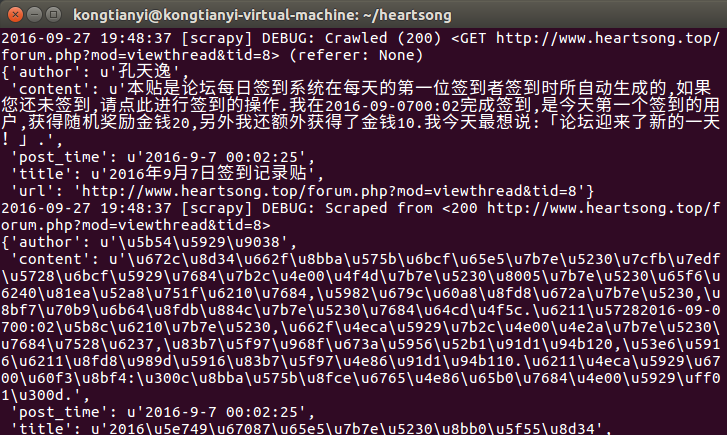 kongtianyi@kongtianyi-virtual-machine: ~/heartsong
2016-09-27 19:48:37 [scrapy] DEBUG: Crawled (200) <GET http://www.heartsong.top/
forum.php?mod=viewthread&tid=8> (referer: None)
{'author': u'孔天逸',
 'content': u'本贴是论坛每日签到系统在每天的第一位签到者签到时所自动生成的,如果
您还未签到,请点此进行签到的操作.我在2016-09-0700:02完成签到,是今天第一个签到的用
户,获得随机奖励金钱20,另外我还额外获得了金钱10.我今天最想说:「论坛迎来了新的一天
！」.',
 'post_time': u'2016-9-7 00:02:25',
 'title': u'2016年9月7日签到记录贴',
 'url': 'http://www.heartsong.top/forum.php?mod=viewthread&tid=8'}
2016-09-27 19:48:37 [scrapy] DEBUG: Scraped from <200 http://www.heartsong.top/f
orum.php?mod=viewthread&tid=8>
{'author': u'\u5b54\u5929\u9038',
 'content': u'\u672c\u8d34\u662f\u8bba\u575b\u6bcf\u65e5\u7b7e\u5230\u7cfb\u7edf
\u5728\u6bcf\u5929\u7684\u7b2c\u4e00\u4f4d\u7b7e\u5230\u8005\u7b7e\u5230\u65f6\u
6240\u81ea\u52a8\u751f\u6210\u7684,\u5982\u679c\u60a8\u8fd8\u672a\u7b7e\u5230,\u
8bf7\u70b9\u6b64\u8fdb\u884c\u7b7e\u5230\u7684\u64cd\u4f5c.\u6211\u57282016-09-0
700:02\u5b8c\u6210\u7b7e\u5230,\u662f\u4eca\u5929\u7b2c\u4e00\u4e2a\u7b7e\u5230\
u7684\u7528\u6237,\u83b7\u5f97\u968f\u673a\u5956\u52b1\u91d1\u94b120,\u53e6\u591
6\u6211\u8fd8\u989d\u5916\u83b7\u5f97\u4e86\u91d1\u94b110.\u6211\u4eca\u5929\u67
00\u60f3\u8bf4:\u300c\u8bba\u575b\u8fce\u6765\u4e86\u65b0\u7684\u4e00\u5929\uff0
1\u300d.',
 'post_time': u'2016-9-7 00:02:25',
 'title': u'2016\u5e749\u67087\u65e5\u7b7e\u5230\u8bb0\u5f55\u8d34',